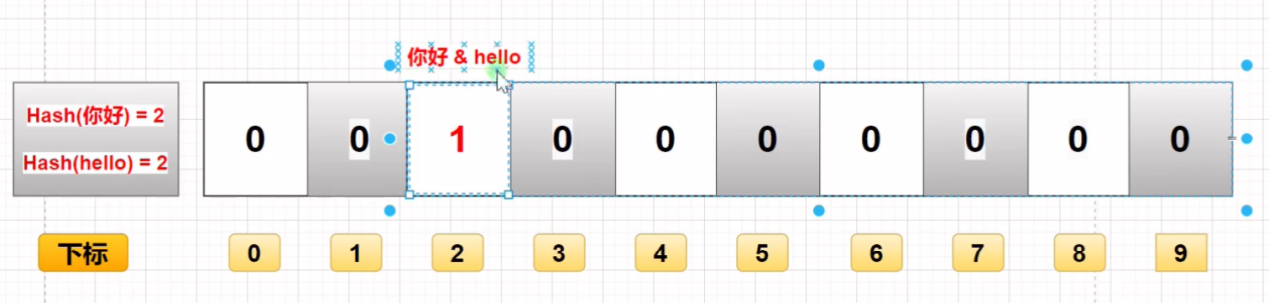 你好 & hello
Hash(你好) = 2
Hash(hello) = 2
0 0 1 0 0 0 0 0 0 0
下标 0 1 2 3 4 5 6 7 8 9